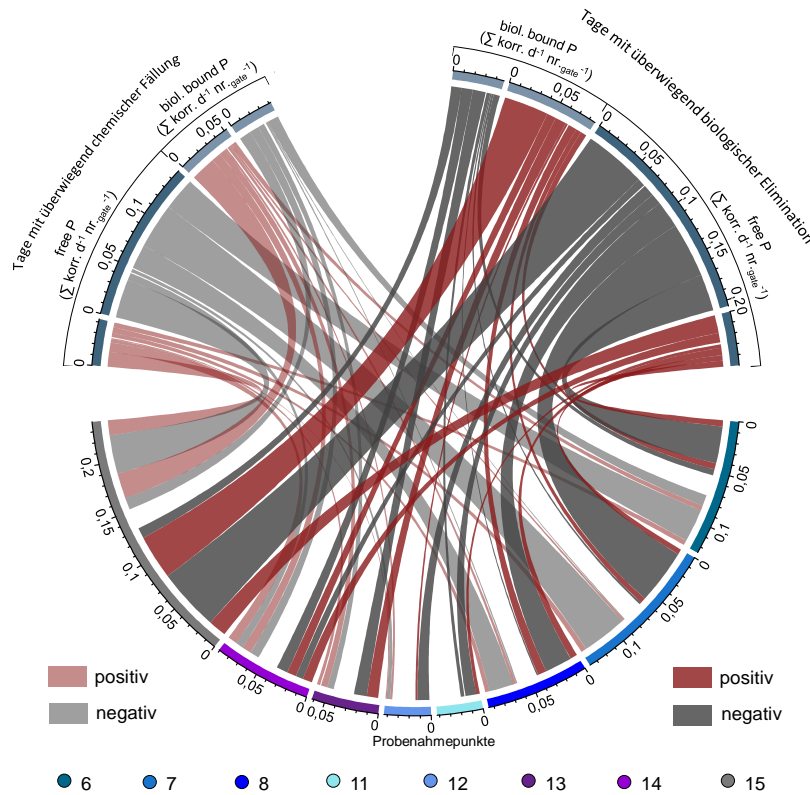 Tage mit überwiegend chemischer Fällung
biol. bound P
(∑ korr. d⁻¹ nr.gate⁻¹)
0
0,05
0
free P
(∑ korr. d⁻¹ nr.gate⁻¹)
0,1
0,05
0
0
Tage mit überwiegend biologischer Elimination
biol. bound P
(∑ korr. d⁻¹ nr.gate⁻¹)
0
0
0,05
0
free P
(∑ korr. d⁻¹ nr.gate⁻¹)
0,05
0,1
0,15
0,20
0
0,05
0,1
0
0,05
0,1
0
0,05
0
0
0
0,05
0
0,05
0
0,05
0,1
0,15
0,2
Probenahmepunkte
positiv
negativ
positiv
negativ
6 7 8 11 12 13 14 15